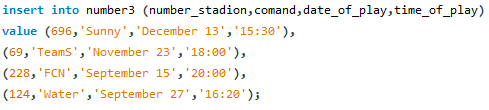 insert into number3 (number_stadion,comand,date_of_play,time_of_play)
value (696,'Sunny','December 13','15:30'),
(69,'TeamS','November 23','18:00'),
(228,'FCN','September 15','20:00'),
(124,'Water','September 27','16:20');